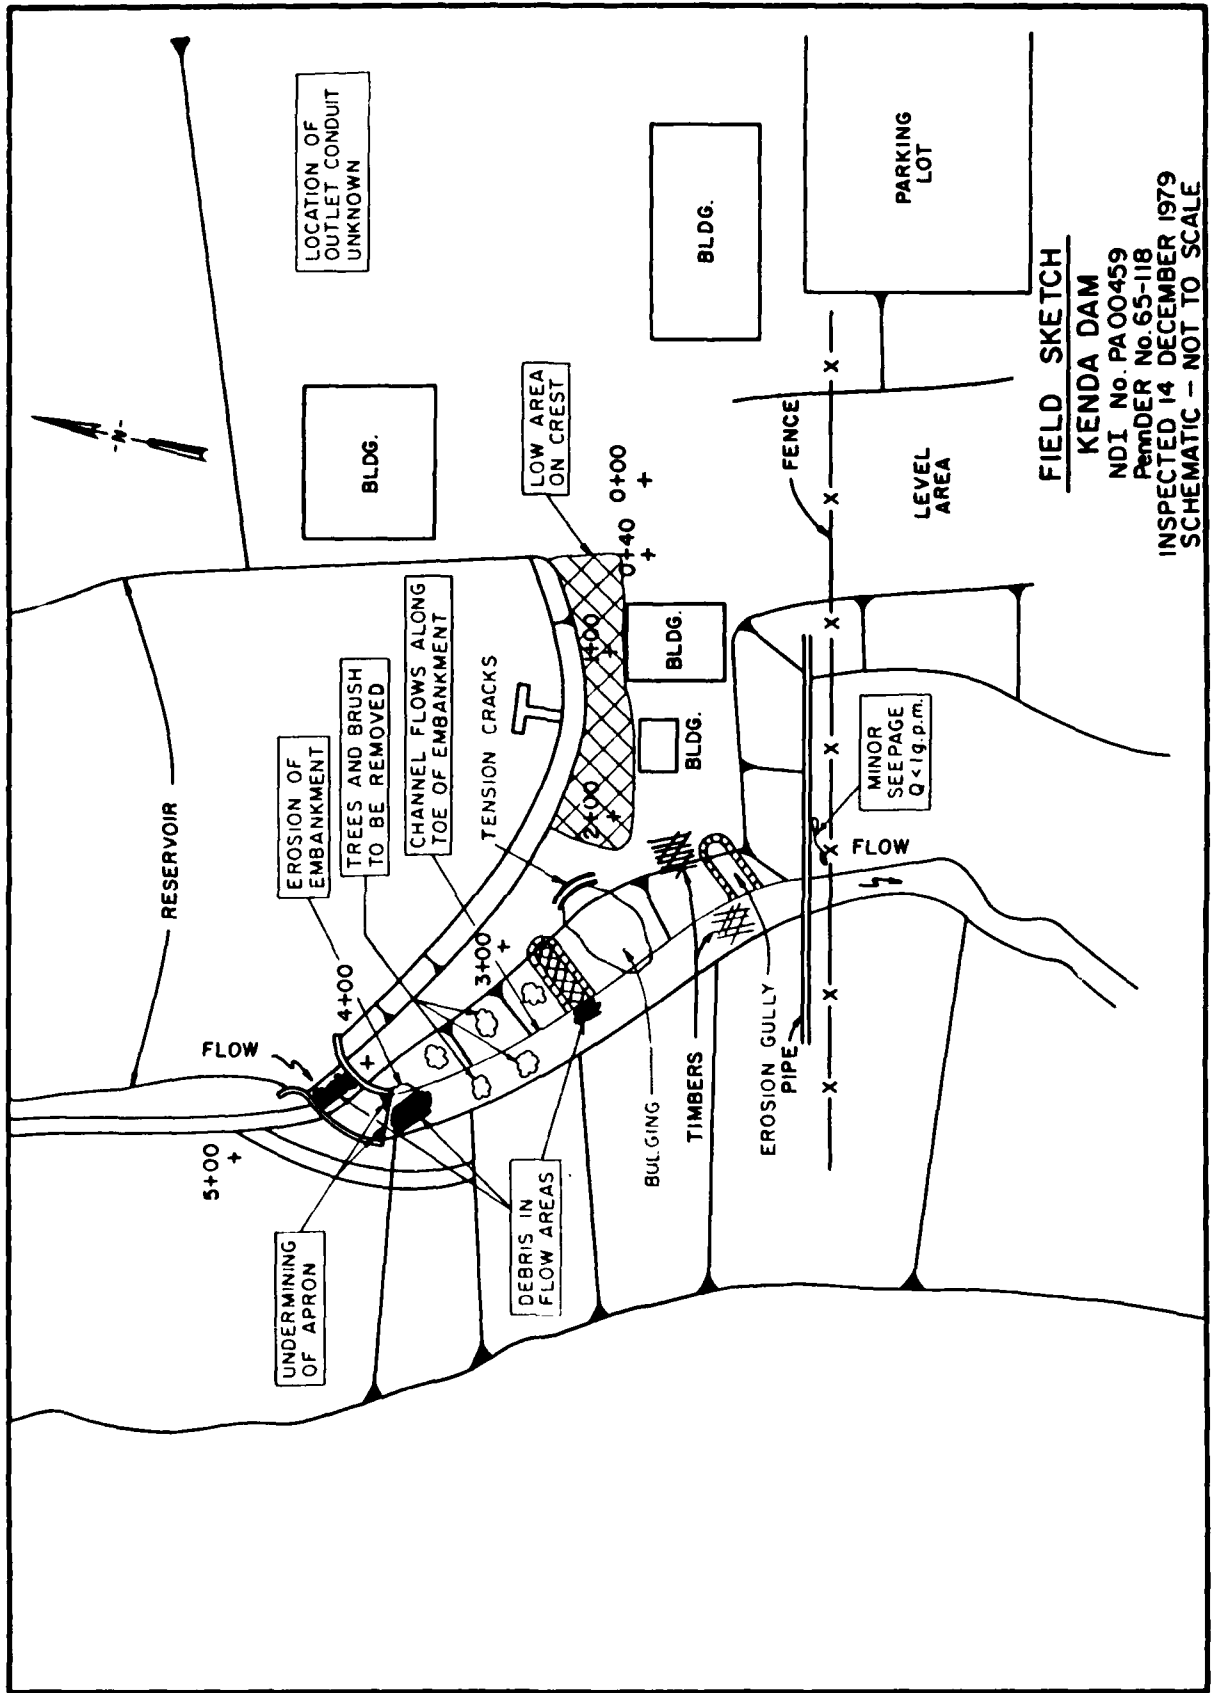 RESERVOIR
UNDERMINING
OF APRON
5+00
FLOW
EROSION OF
EMBANKMENT
4+00
TREES AND BRUSH
TO BE REMOVED
CHANNEL FLOWS ALONG
TOE OF EMBANKMENT
3+00
TENSION CRACKS
-N-
LOCATION OF
OUTLET CONDUIT
UNKNOWN
BLDG.
LOW AREA
ON CREST
2+00
1+00
0+40
0+00
DEBRIS IN
FLOW AREAS
BULGING
TIMBERS
EROSION GULLY
PIPE
BLDG.
BLDG.
BLDG.
FENCE
MINOR
SEEPAGE
Q<1g.p.m.
FLOW
LEVEL
AREA
PARKING
LOT
FIELD SKETCH
KENDA DAM
NDI No. PA 00459
PennDER No. 65-118
INSPECTED 14 DECEMBER 1979
SCHEMATIC - NOT TO SCALE